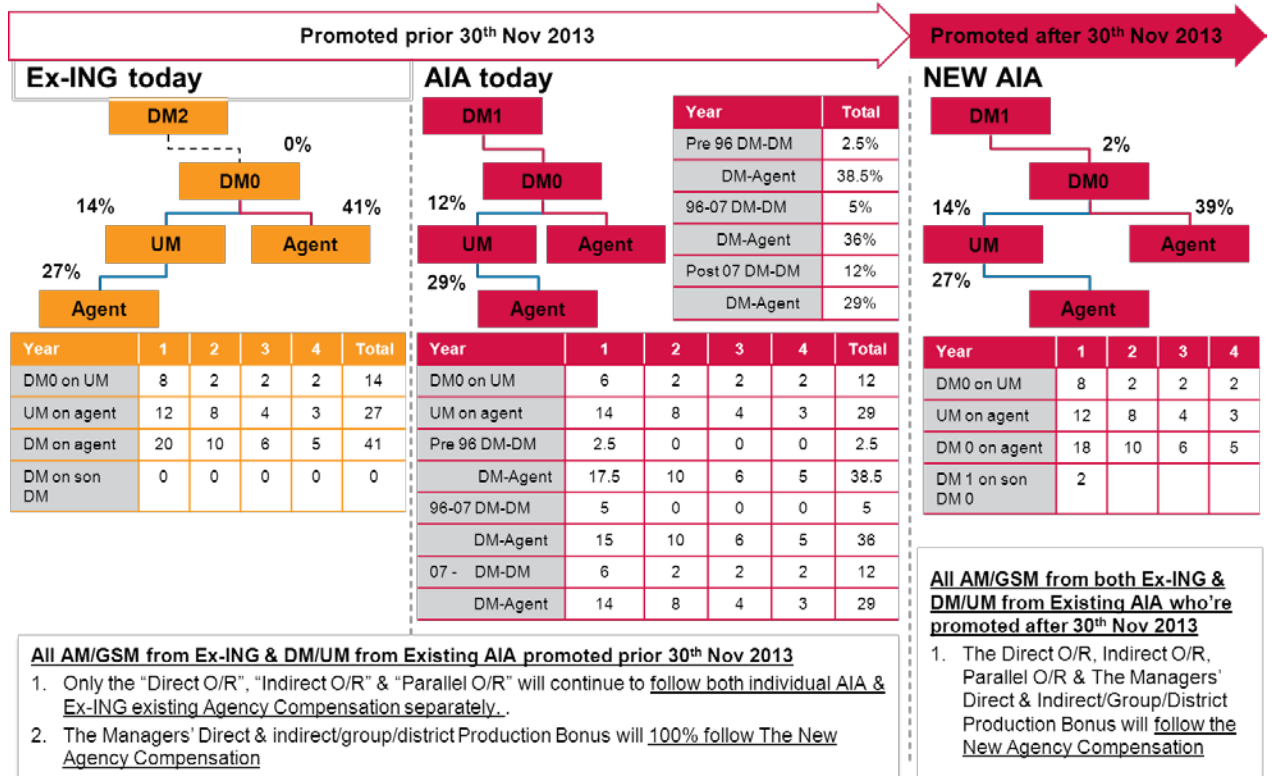 Promoted prior 30th Nov 2013
Promoted after 30th Nov 2013
Ex-ING today
DM2
0%
DM0
14%
41%
UM
Agent
27%
Agent
Year 1 2 3 4 Total
DM0 on UM 8 2 2 2 14
UM on agent 12 8 4 3 27
DM on agent 20 10 6 5 41
DM on son
DM
0 0 0 0 0
AIA today
DM1
DM0
12%
UM
Agent
29%
Agent
Year Total
Pre 96 DM-DM 2.5%
DM-Agent 38.5%
96-07 DM-DM 5%
DM-Agent 36%
Post 07 DM-DM 12%
DM-Agent 29%
Year 1 2 3 4 Total
DM0 on UM 6 2 2 2 12
UM on agent 14 8 4 3 29
Pre 96 DM-DM 2.5 0 0 0 2.5
DM-Agent 17.5 10 6 5 38.5
96-07 DM-DM 5 0 0 0 5
DM-Agent 15 10 6 5 36
07 - DM-DM 6 2 2 2 12
DM-Agent 14 8 4 3 29
NEW AIA
DM1
2%
DM0
14%
39%
UM
Agent
27%
Agent
Year 1 2 3 4
DM0 on UM 8 2 2 2
UM on agent 12 8 4 3
DM 0 on agent 18 10 6 5
DM 1 on son
DM 0
2
All AM/GSM from Ex-ING & DM/UM from Existing AIA promoted prior 30th Nov 2013
1. Only the “Direct O/R”, “Indirect O/R” & “Parallel O/R” will continue to follow both individual AIA &
Ex-ING existing Agency Compensation separately. .
2. The Managers’ Direct & indirect/group/district Production Bonus will 100% follow The New
Agency Compensation
All AM/GSM from both Ex-ING &
DM/UM from Existing AIA who’re
promoted after 30th Nov 2013
1. The Direct O/R, Indirect O/R,
Parallel O/R & The Managers’
Direct & Indirect/Group/District
Production Bonus will follow the
New Agency Compensation